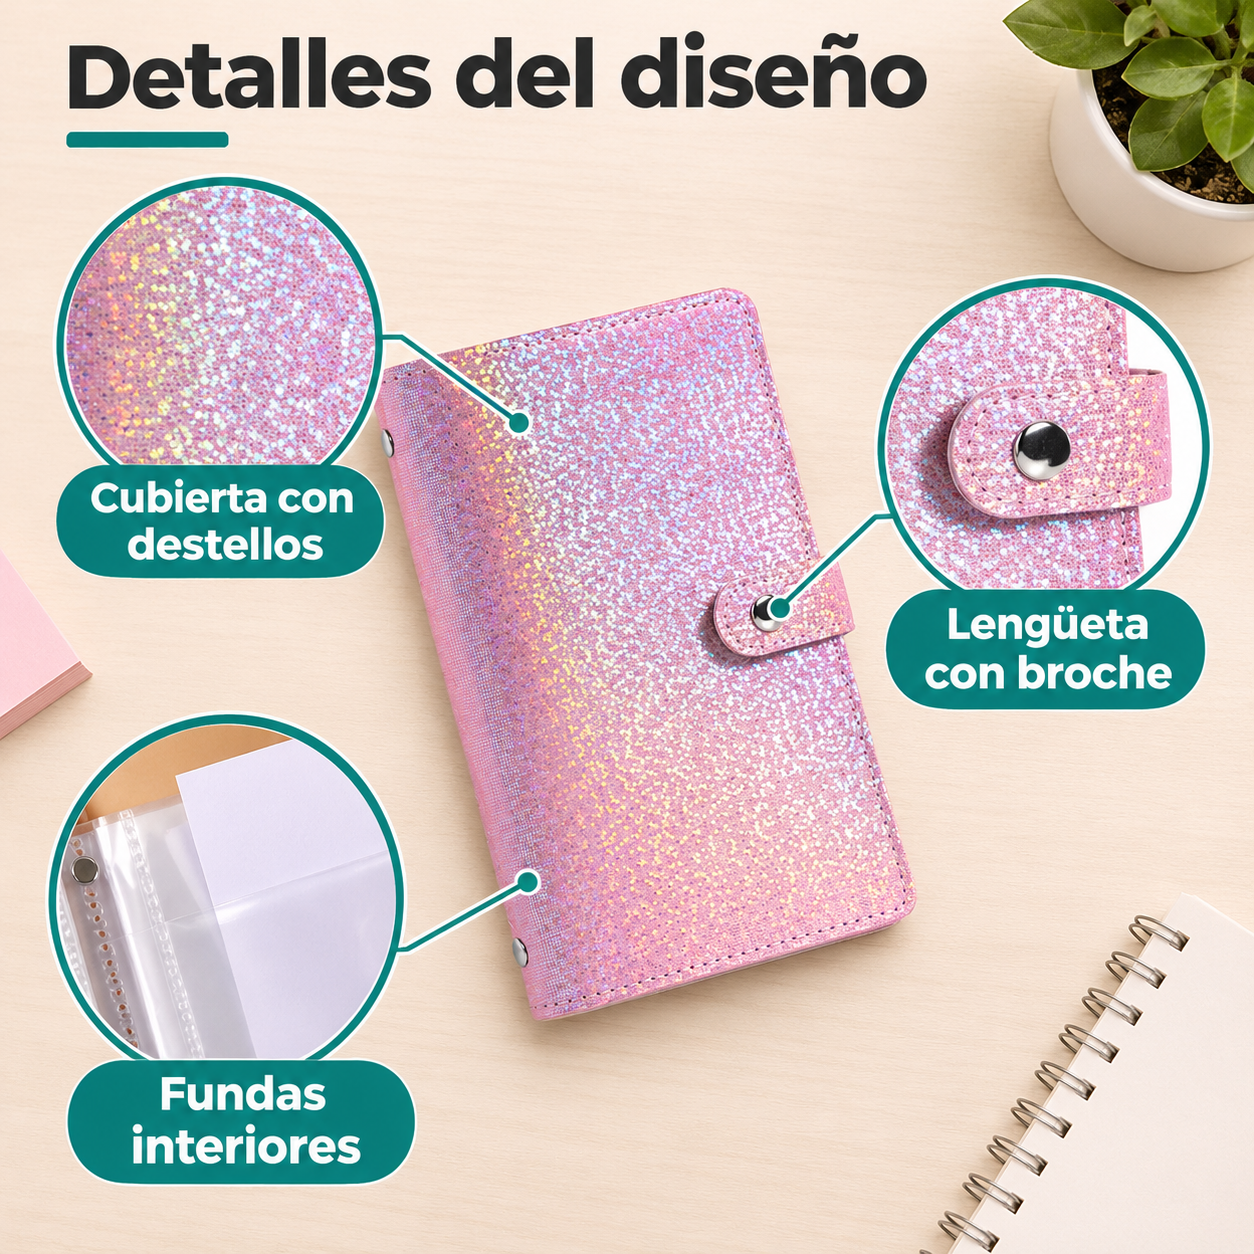 Detalles del diseño
Cubierta con
destellos
Lengüeta
con broche
Fundas
interiores